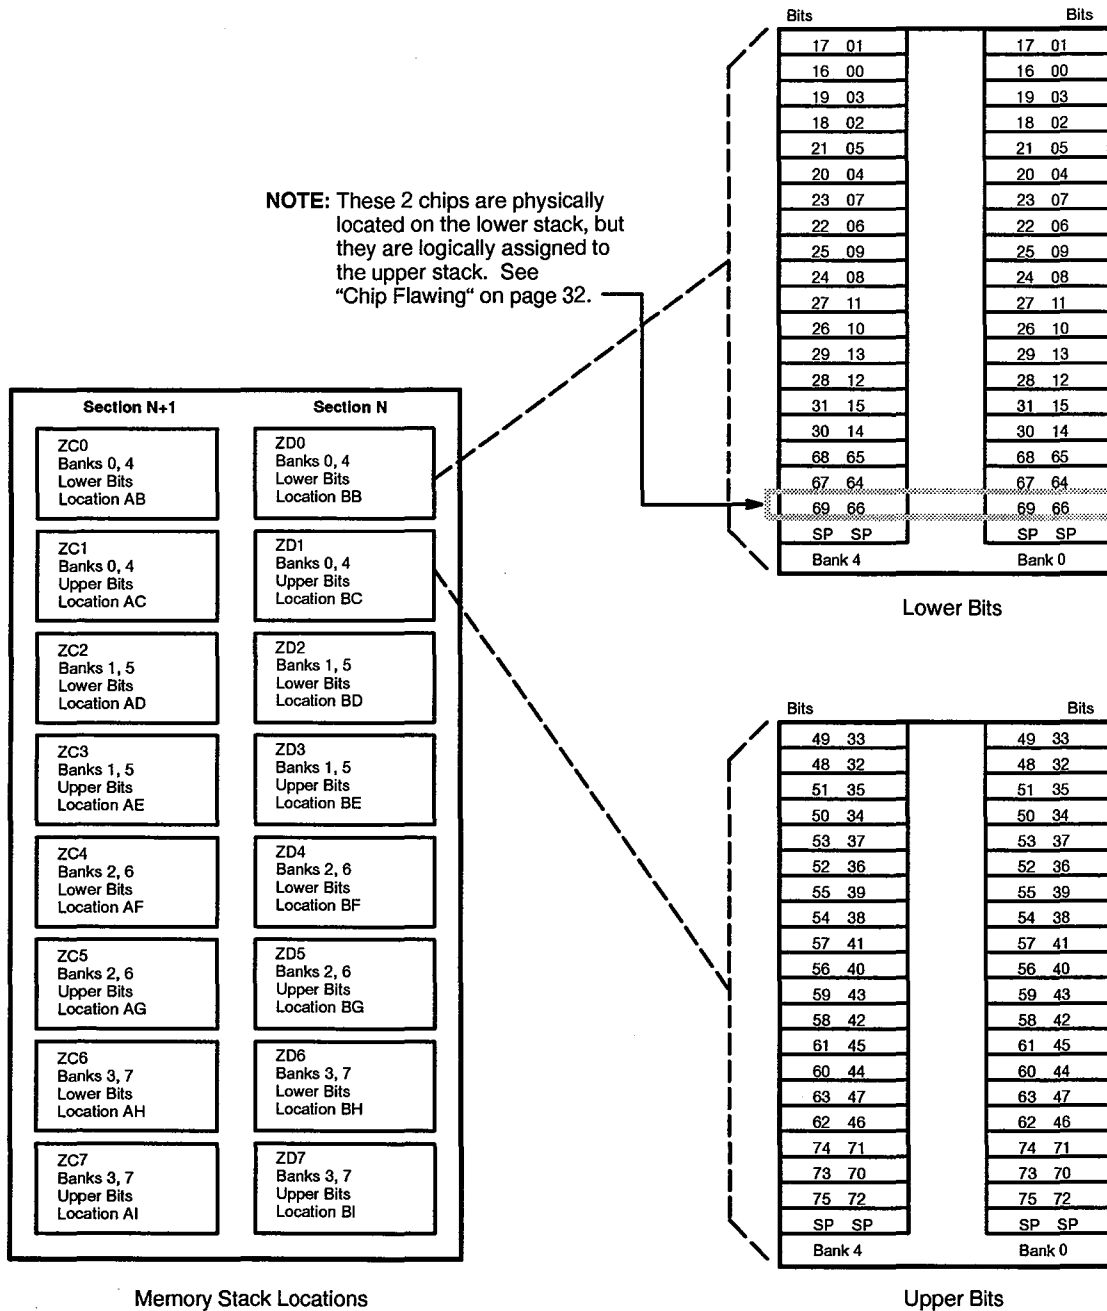 NOTE: These 2 chips are physically
located on the lower stack, but
they are logically assigned to
the upper stack. See
“Chip Flawing“ on page 32.
Section N+1 Section N
ZC0 ZD0
Banks 0, 4 Banks 0, 4
Lower Bits Lower Bits
Location AB Location BB
ZC1 ZD1
Banks 0, 4 Banks 0, 4
Upper Bits Upper Bits
Location AC Location BC
ZC2 ZD2
Banks 1, 5 Banks 1, 5
Lower Bits Lower Bits
Location AD Location BD
ZC3 ZD3
Banks 1, 5 Banks 1, 5
Upper Bits Upper Bits
Location AE Location BE
ZC4 ZD4
Banks 2, 6 Banks 2, 6
Lower Bits Lower Bits
Location AF Location BF
ZC5 ZD5
Banks 2, 6 Banks 2, 6
Upper Bits Upper Bits
Location AG Location BG
ZC6 ZD6
Banks 3, 7 Banks 3, 7
Lower Bits Lower Bits
Location AH Location BH
ZC7 ZD7
Banks 3, 7 Banks 3, 7
Upper Bits Upper Bits
Location AI Location BI
Memory Stack Locations
Bits Bits
17 01 17 01
16 00 16 00
19 03 19 03
18 02 18 02
21 05 21 05
20 04 20 04
23 07 23 07
22 06 22 06
25 09 25 09
24 08 24 08
27 11 27 11
26 10 26 10
29 13 29 13
28 12 28 12
31 15 31 15
30 14 30 14
68 65 68 65
67 64 67 64
69 66 69 66
SP SP SP SP
Bank 4 Bank 0
Lower Bits
Bits Bits
49 33 49 33
48 32 48 32
51 35 51 35
50 34 50 34
53 37 53 37
52 36 52 36
55 39 55 39
54 38 54 38
57 41 57 41
56 40 56 40
59 43 59 43
58 42 58 42
61 45 61 45
60 44 60 44
63 47 63 47
62 46 62 46
74 71 74 71
73 70 73 70
75 72 75 72
SP SP SP SP
Bank 4 Bank 0
Upper Bits